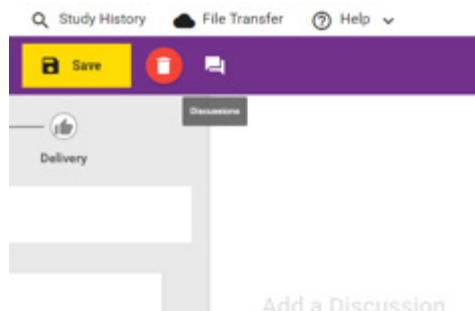 Study History File Transfer Help
Save
Discussions
Delivery
Add a Discussion